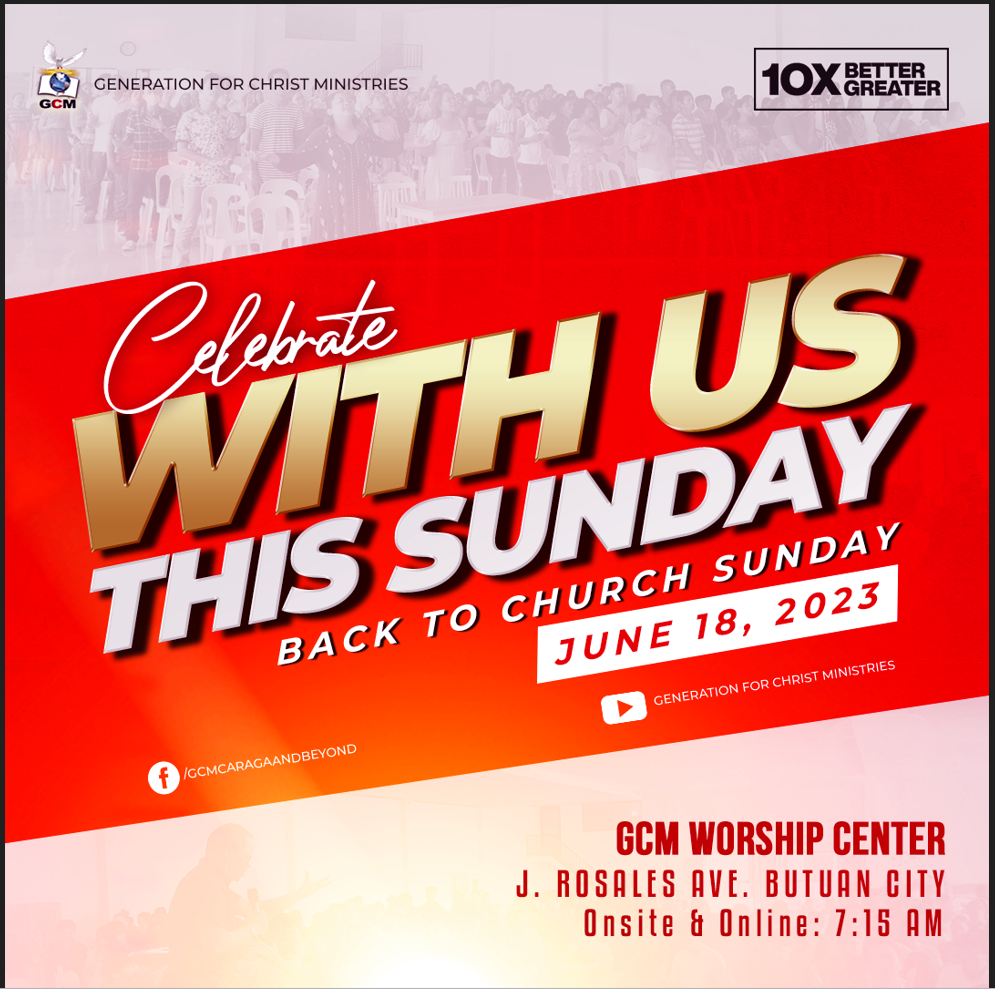 GCM
GENERATION FOR CHRIST MINISTRIES
10X BETTER
GREATER
Celebrate
WITH US
THIS SUNDAY
BACK TO CHURCH SUNDAY
JUNE 18, 2023
GENERATION FOR CHRIST MINISTRIES
/GCMCARAGAANDBEYOND
GCM WORSHIP CENTER
J. ROSALES AVE. BUTUAN CITY
Onsite & Online: 7:15 AM